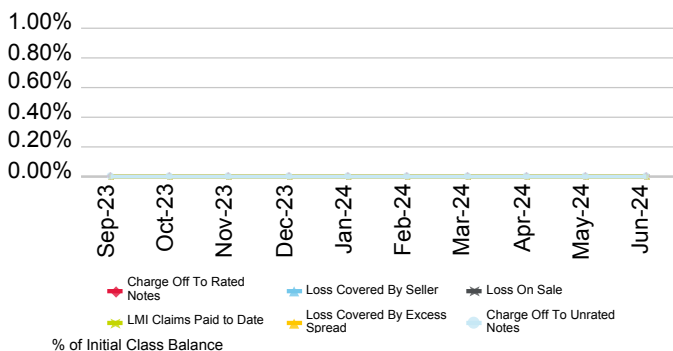 1.00%
0.80%
0.60%
0.40%
0.20%
0.00%
Sep-23
Oct-23
Nov-23
Dec-23
Jan-24
Feb-24
Mar-24
Apr-24
May-24
Jun-24
Charge Off To Rated
Notes
Loss Covered By Seller
Loss On Sale
LMI Claims Paid to Date
Loss Covered By Excess
Spread
Charge Off To Unrated
Notes
% of Initial Class Balance